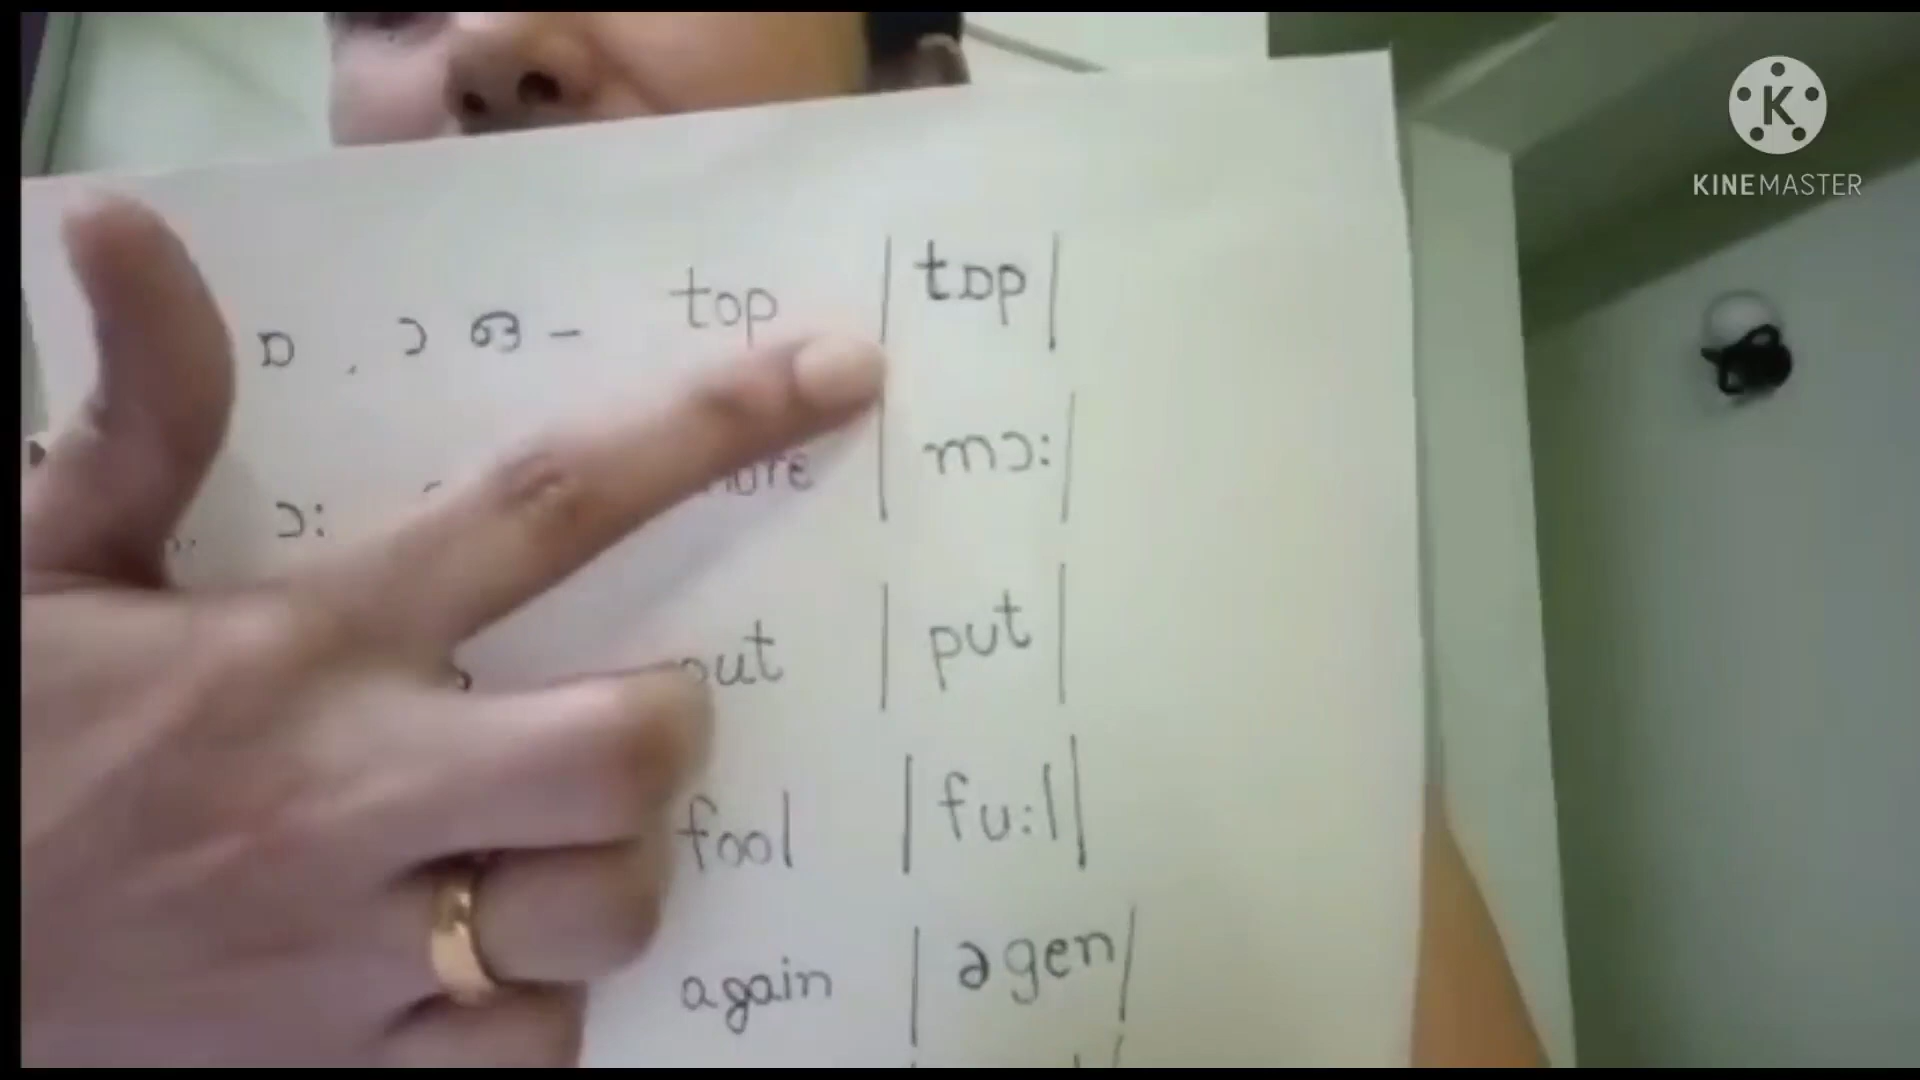 ɒ . ɔ ഒ - top /tɒp/
ɔ: /mɔ:/
put /put/
fool /fu:l/
again /əgen/
KINEMASTER